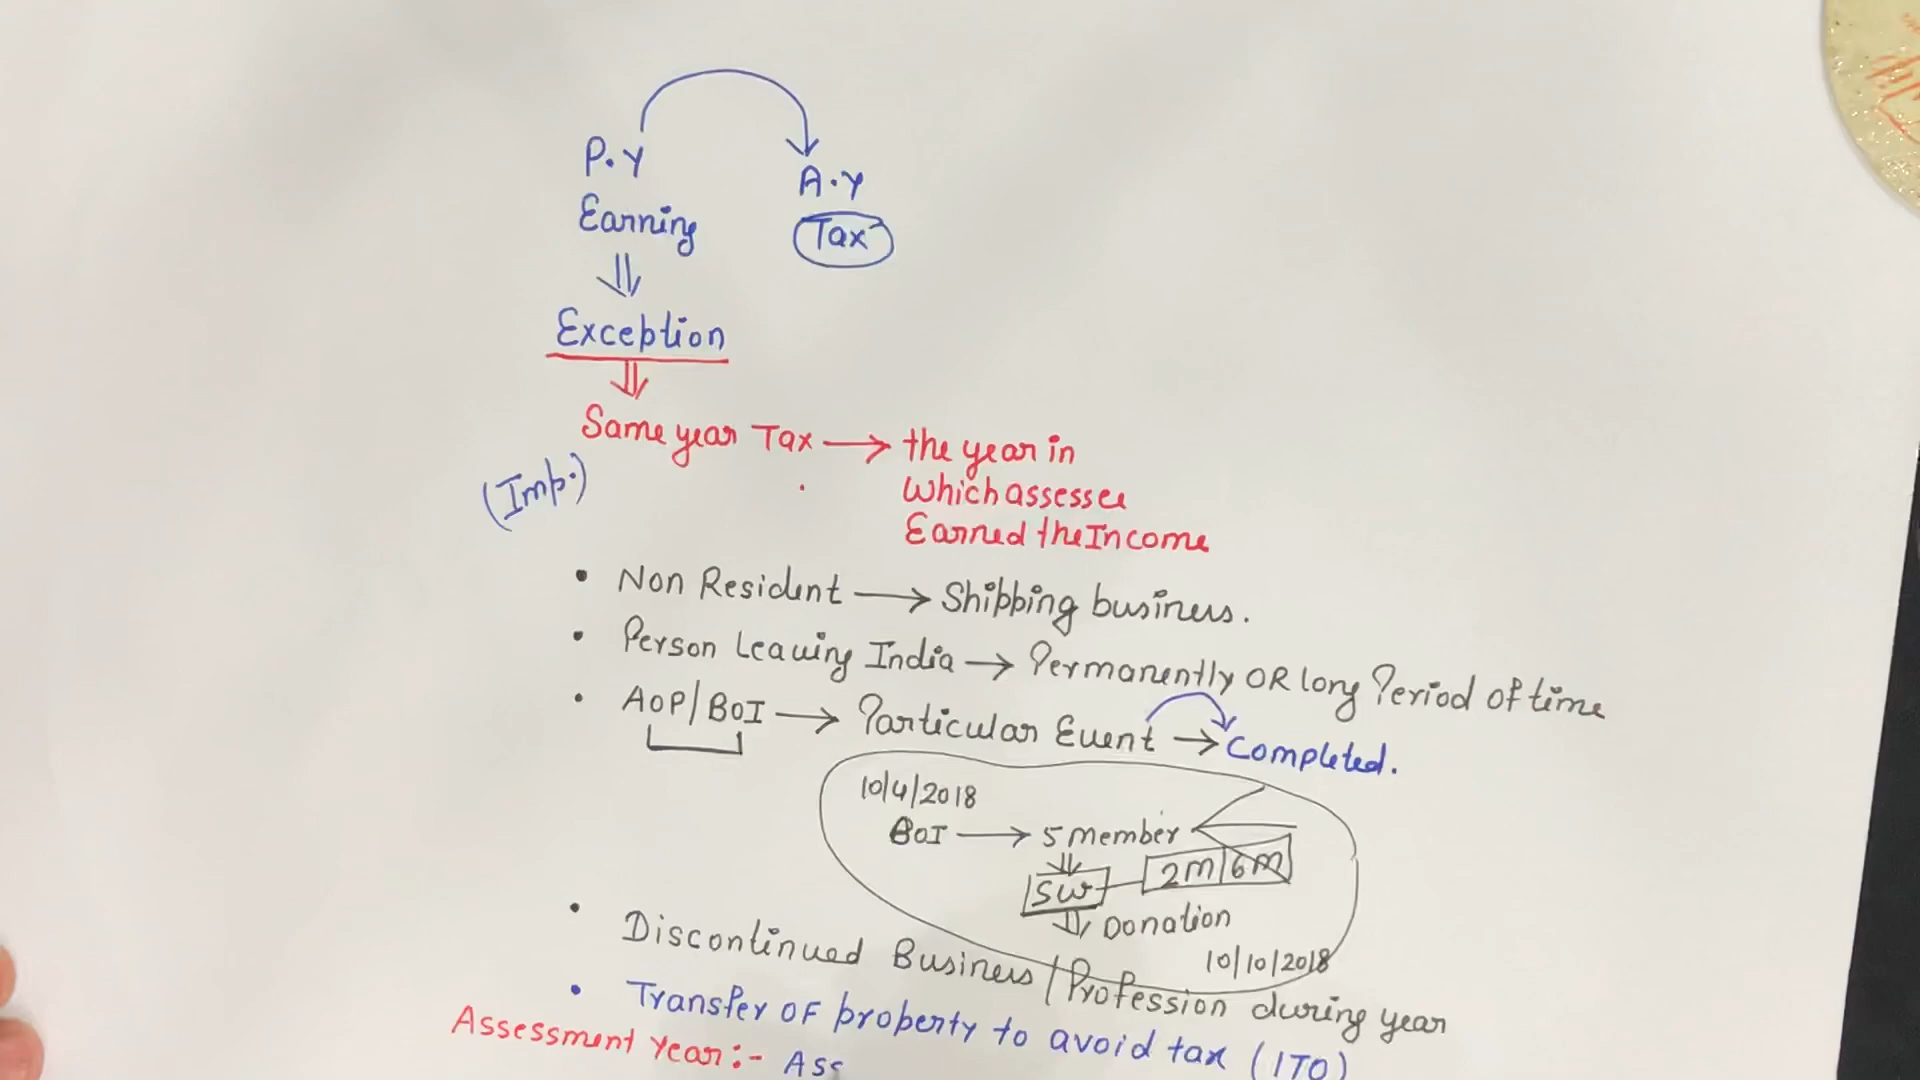 P.Y
A.Y
Earning
Tax
Exception
Same year Tax → the year in
which assessee
Earned the Income
(Imp.)
• Non Resident → Shipping business.
• Person Leaving India → Permanently OR long Period of time
• AOP/BOI → Particular Event → Completed.
10/4/2018
BOI → 5 member
SW
2m 6m
Donation
10/10/2018
• Discontinued Business/Profession during year
• Transfer of property to avoid tax (ITO)
Assessment Year:- Ass